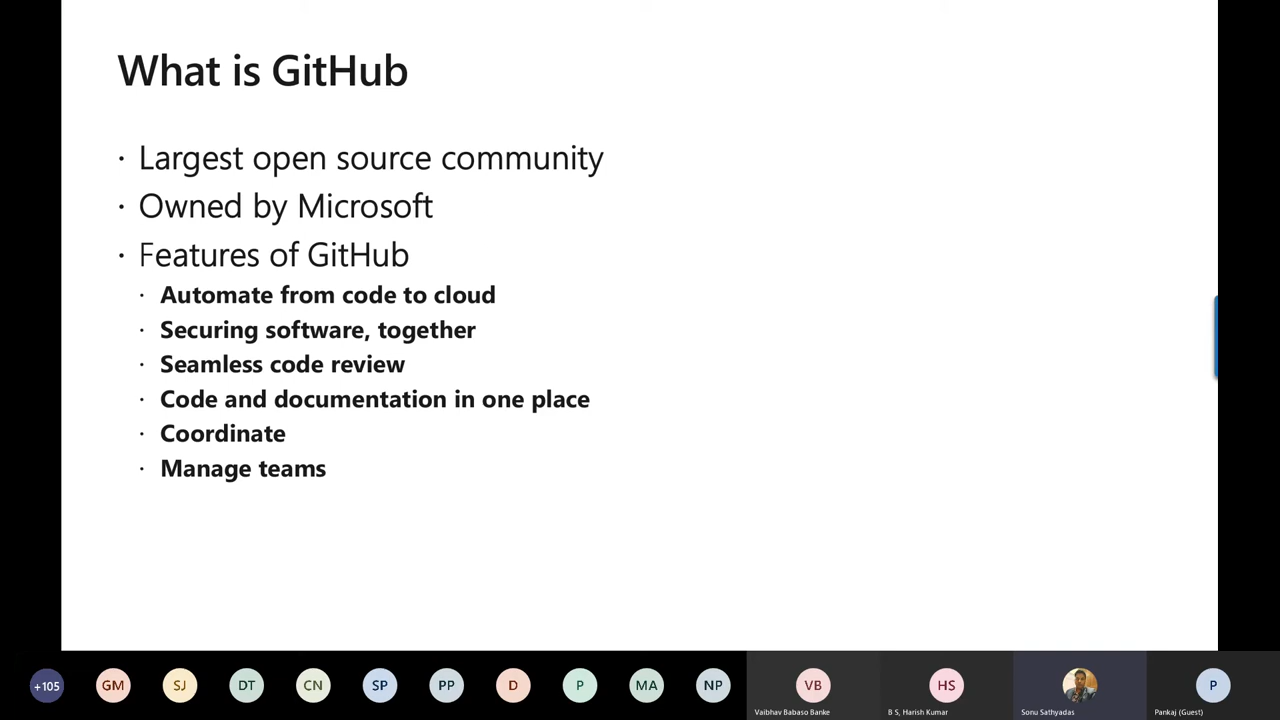 What is GitHub
· Largest open source community
· Owned by Microsoft
· Features of GitHub
· Automate from code to cloud
· Securing software, together
· Seamless code review
· Code and documentation in one place
· Coordinate
· Manage teams
+105 GM SJ DT CN SP PP D P MA NP VB HS P
Vaibhav Babaso Banke B S, Harish Kumar Sonu Sathyadas Pankaj (Guest)